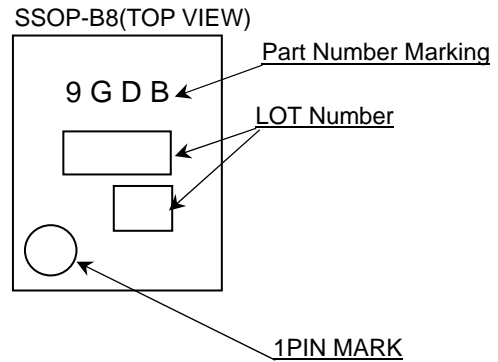 SSOP-B8(TOP VIEW)
Part Number Marking
9 G D B
LOT Number
1PIN MARK